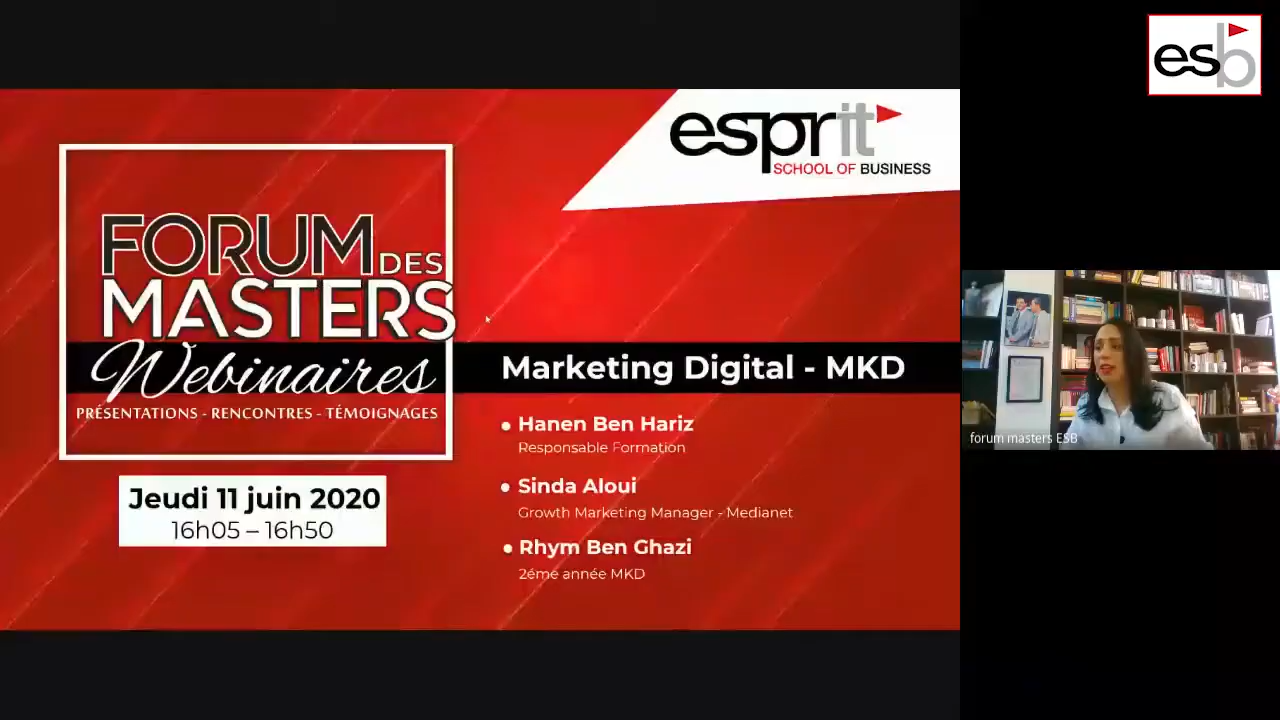 esprit
SCHOOL OF BUSINESS
FORUM DES
MASTERS
Webinaires
PRÉSENTATIONS - RENCONTRES - TÉMOIGNAGES
Jeudi 11 juin 2020
16h05 – 16h50
Marketing Digital - MKD
• Hanen Ben Hariz
Responsable Formation
• Sinda Aloui
Growth Marketing Manager - Medianet
• Rhym Ben Ghazi
2éme année MKD
esb
forum masters ESB